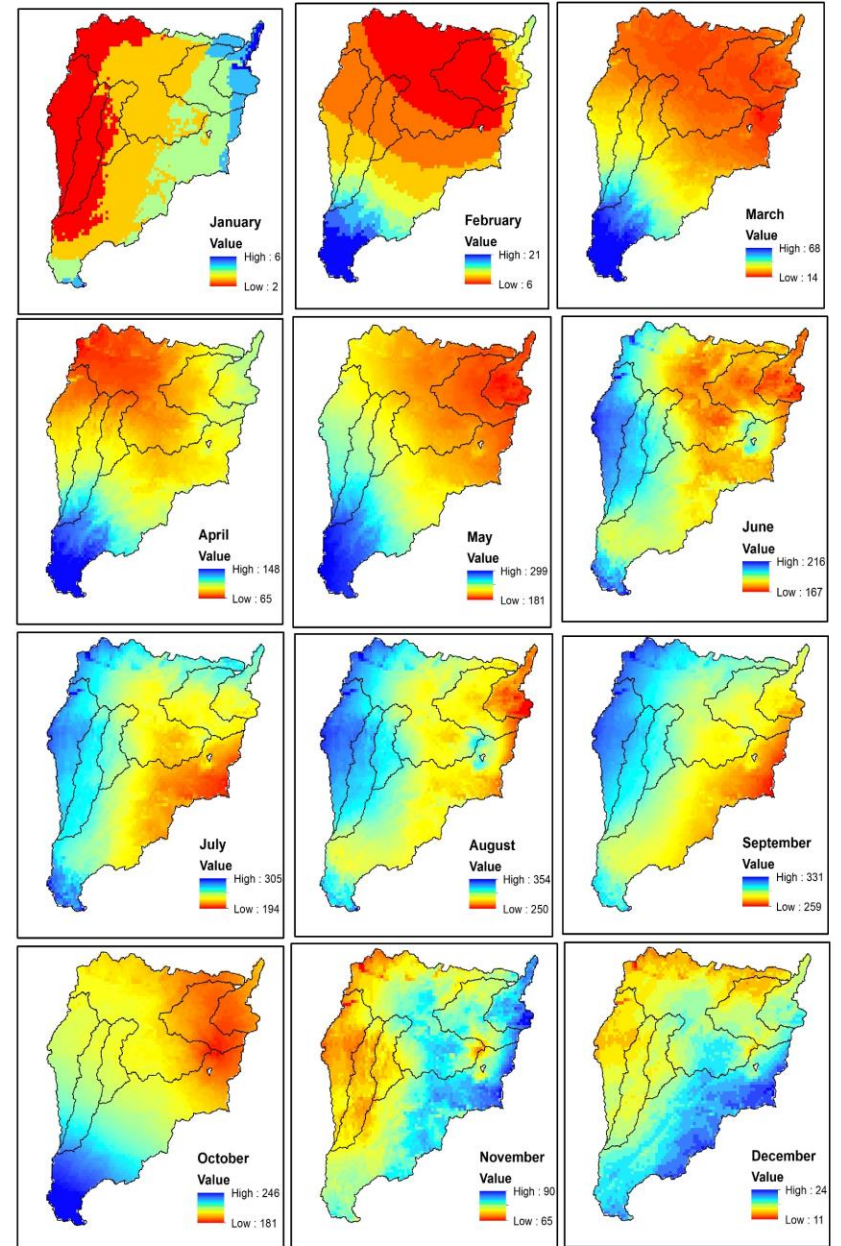 January
Value
High : 6
Low : 2
February
Value
High : 21
Low : 6
March
Value
High : 68
Low : 14
April
Value
High : 148
Low : 65
May
Value
High : 299
Low : 181
June
Value
High : 216
Low : 167
July
Value
High : 305
Low : 194
August
Value
High : 354
Low : 250
September
Value
High : 331
Low : 259
October
Value
High : 246
Low : 181
November
Value
High : 90
Low : 65
December
Value
High : 24
Low : 11